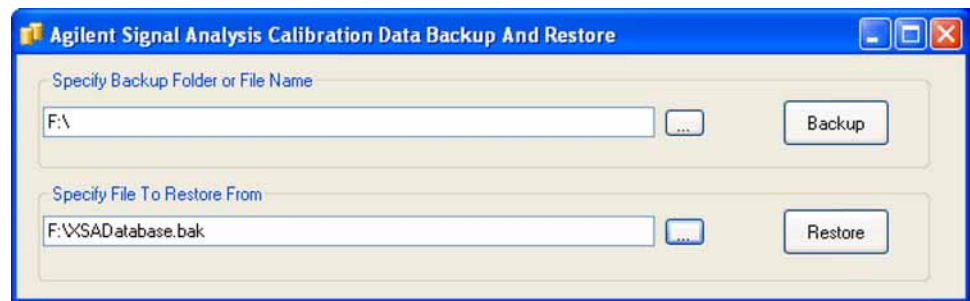 Agilent Signal Analysis Calibration Data Backup And Restore
Specify Backup Folder or File Name
F:\
...
Backup
Specify File To Restore From
F:\XSADatabase.bak
...
Restore